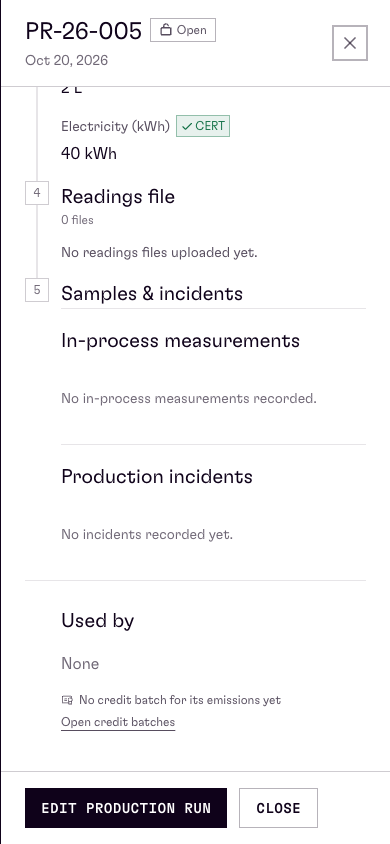 PR-26-005
Open
Oct 20, 2026
2 L
Electricity (kWh)
CERT
40 kWh
4
Readings file
0 files
No readings files uploaded yet.
5
Samples & incidents
In-process measurements
No in-process measurements recorded.
Production incidents
No incidents recorded yet.
Used by
None
No credit batch for its emissions yet
Open credit batches
EDIT PRODUCTION RUN
CLOSE